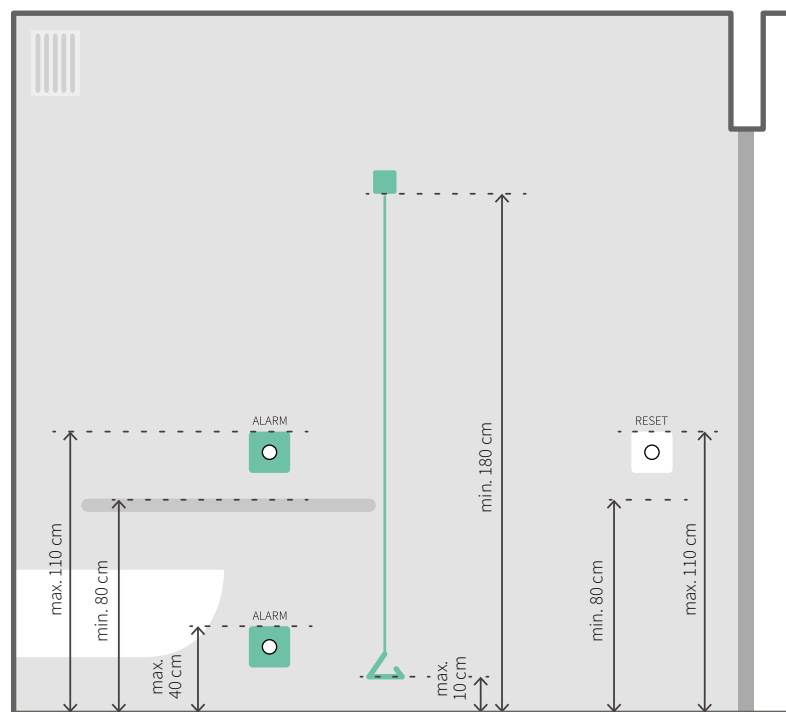 ALARM
RESET
min. 180 cm
max. 110 cm
min. 80 cm
min. 80 cm
max. 110 cm
ALARM
max.
40 cm
max.
10 cm